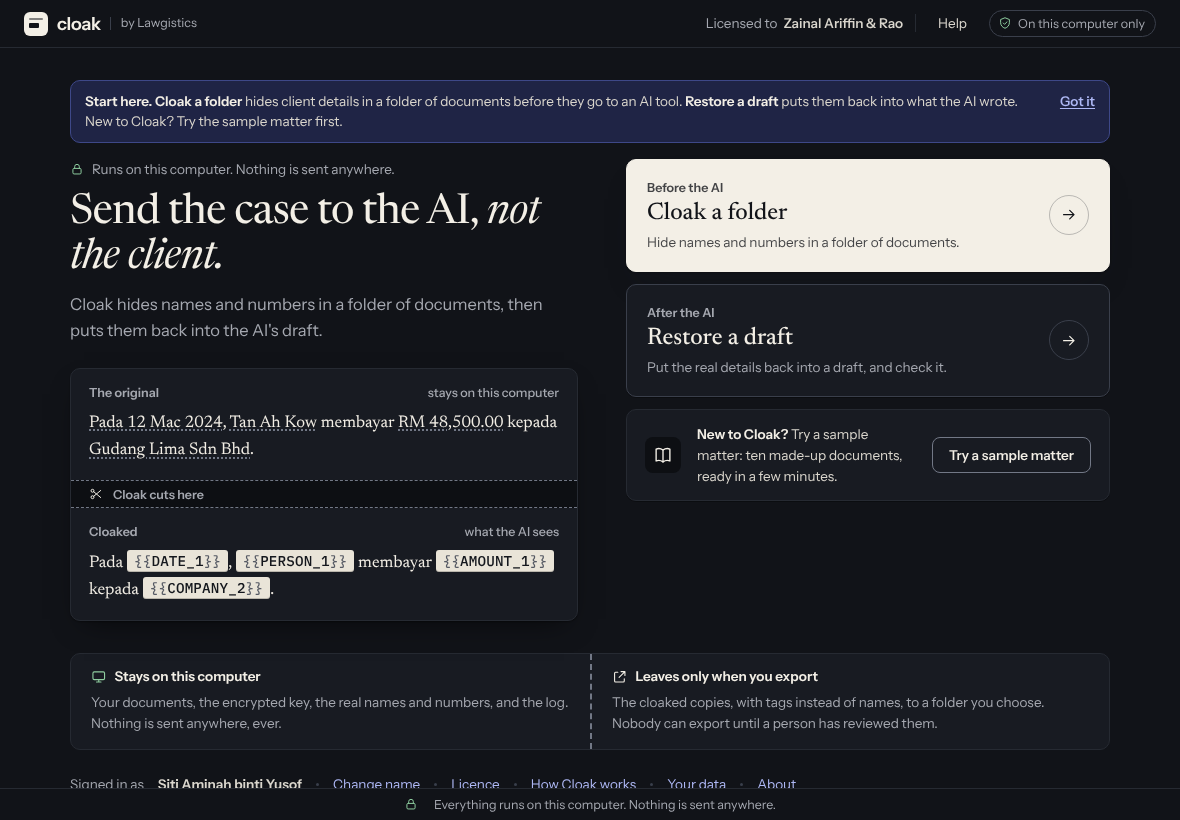 cloak by Lawgistics
Licensed to Zainal Ariffin & Rao
Help
On this computer only
Start here. Cloak a folder hides client details in a folder of documents before they go to an AI tool. Restore a draft puts them back into what the AI wrote.
New to Cloak? Try the sample matter first.
Got it
Runs on this computer. Nothing is sent anywhere.
Send the case to the AI, not
the client.
Cloak hides names and numbers in a folder of documents, then
puts them back into the AI's draft.
The original
stays on this computer
Pada 12 Mac 2024, Tan Ah Kow membayar RM 48,500.00 kepada
Gudang Lima Sdn Bhd.
Cloak cuts here
Cloaked
what the AI sees
Pada {{DATE_1}}, {{PERSON_1}} membayar {{AMOUNT_1}}
kepada {{COMPANY_2}}.
Before the AI
Cloak a folder
Hide names and numbers in a folder of documents.
After the AI
Restore a draft
Put the real details back into a draft, and check it.
New to Cloak? Try a sample
matter: ten made-up documents,
ready in a few minutes.
Try a sample matter
Stays on this computer
Your documents, the encrypted key, the real names and numbers, and the log.
Nothing is sent anywhere, ever.
Leaves only when you export
The cloaked copies, with tags instead of names, to a folder you choose.
Nobody can export until a person has reviewed them.
Signed in as Siti Aminah binti Yusof • Change name • Licence • How Cloak works • Your data • About
Everything runs on this computer. Nothing is sent anywhere.